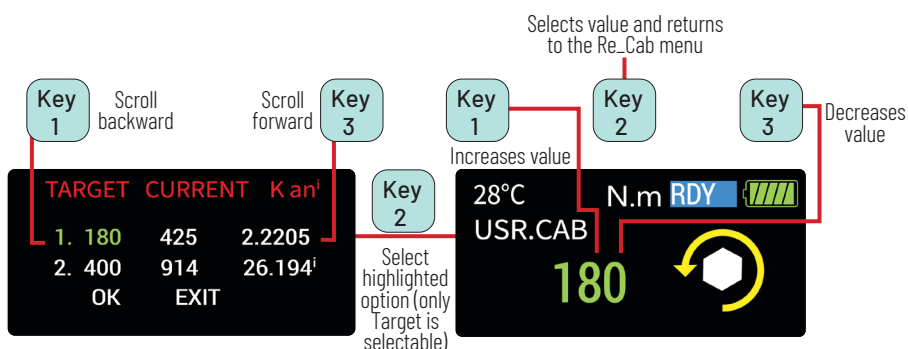 Selects value and returns
to the Re_Cab menu
Key
1
Scroll
backward
Scroll
forward
Key
3
Key
1
Key
2
Key
3
Decreases
value
Increases value
TARGET CURRENT K anⁱ
1. 180 425 2.2205
2. 400 914 26.194ⁱ
OK EXIT
Key
2
Select
highlighted
option (only
Target is
selectable)
28°C N.m RDY
USR.CAB
180